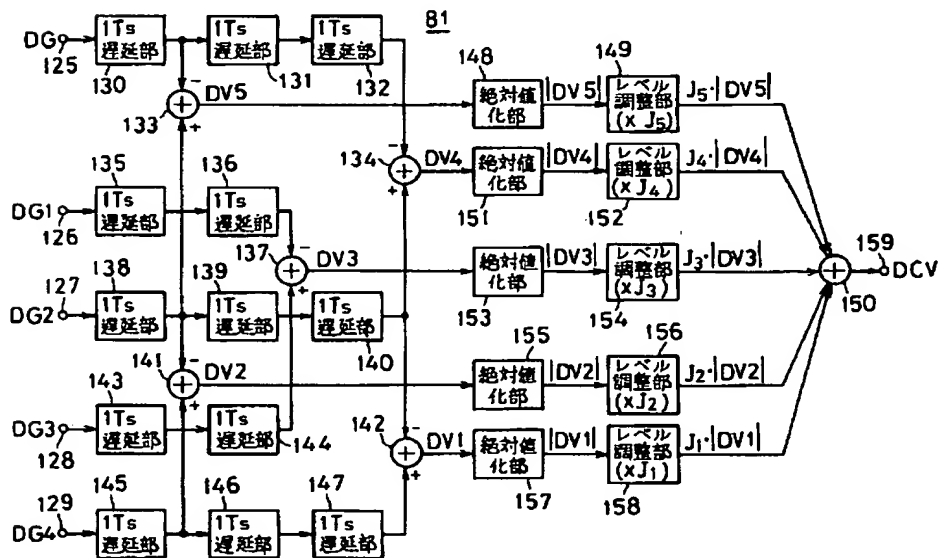 81
DG
125
1Ts
遅延部
130
1Ts
遅延部
131
1Ts
遅延部
132
133
-
+
DV5
148
絶対値
化部
|DV5|
149
レベル
調整部
(×J5)
J5·|DV5|
134
-
+
DV4
絶対値
化部
151
|DV4|
レベル
調整部
(×J4)
152
J4·|DV4|
DG1
126
135
1Ts
遅延部
136
1Ts
遅延部
137
-
+
DV3
絶対値
化部
153
|DV3|
レベル
調整部
(×J3)
154
J3·|DV3|
150
159
DCV
DG2
127
138
1Ts
遅延部
139
1Ts
遅延部
1Ts
遅延部
140
141
-
+
DV2
155
絶対値
化部
|DV2|
156
レベル
調整部
(×J2)
J2·|DV2|
DG3
128
143
1Ts
遅延部
1Ts
遅延部
144
142
-
+
DV1
絶対値
化部
157
|DV1|
レベル
調整部
(×J1)
158
J1·|DV1|
DG4
129
145
1Ts
遅延部
146
1Ts
遅延部
147
1Ts
遅延部